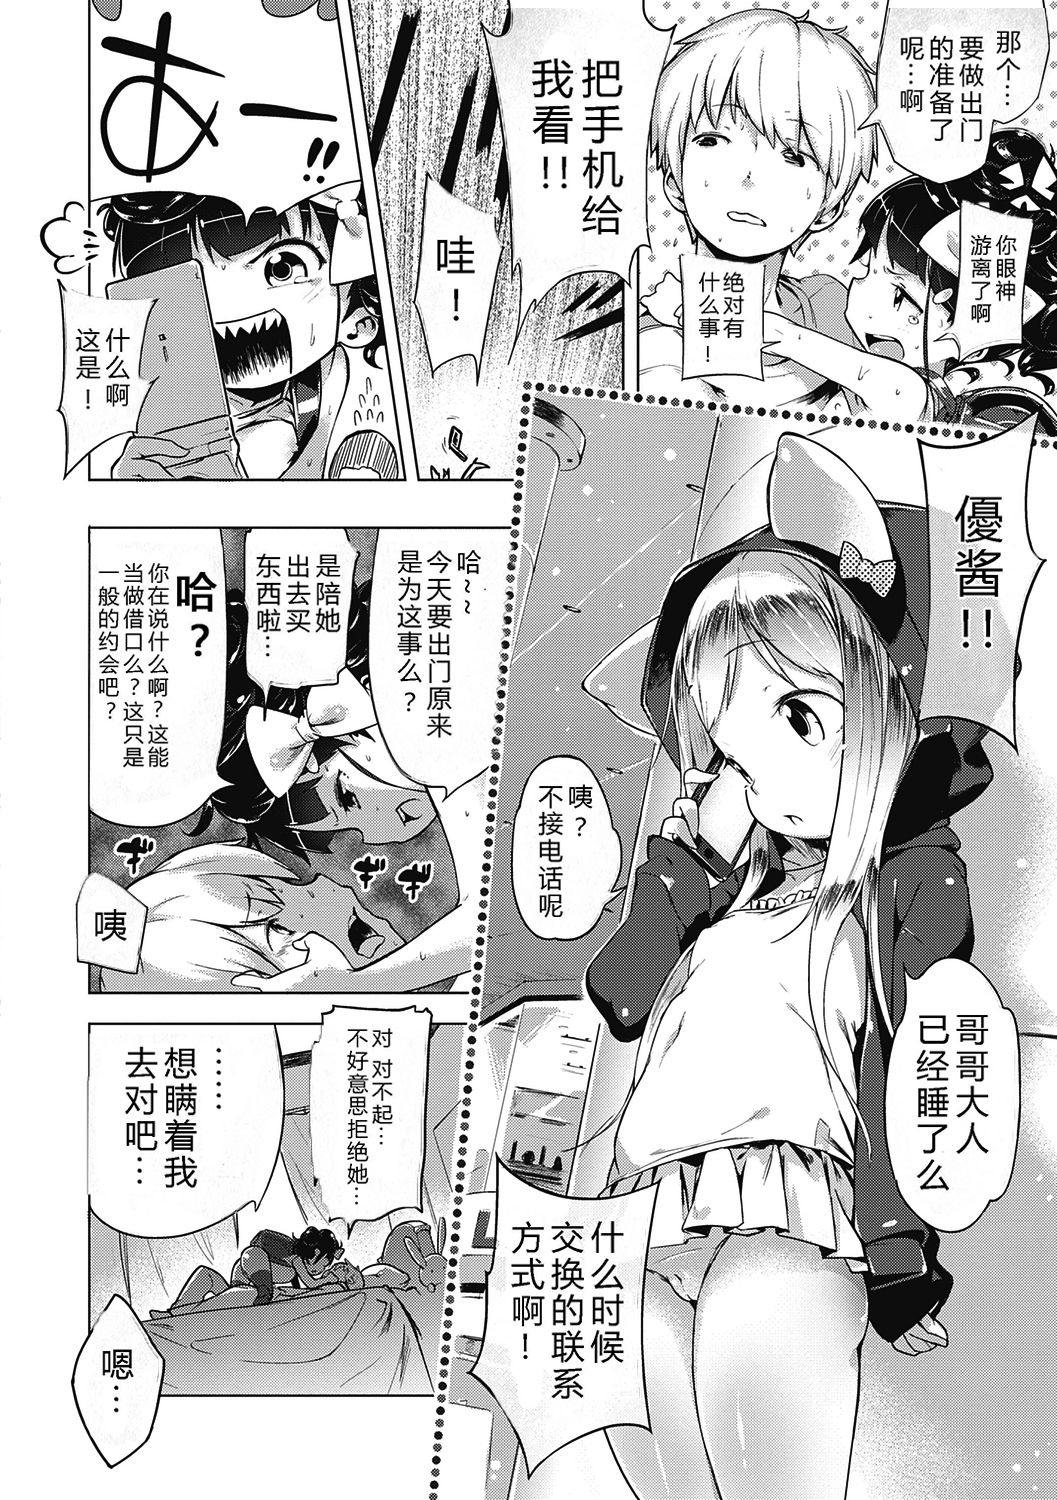 那个…
要做出门
的准备了
呢…啊
你眼神
游离了啊
绝对有
什么事！
把手机给
我看!!
哇！
あー!!
什么啊
这是！
優酱!!
咦？
不接电话呢
哥哥大人
已经睡了么
什么时候
交换的联系
方式啊！
哈~~
今天要出门原来
是为这事么？
是陪她
出去买
东西啦…
哈？
你在说什么啊？这能
当做借口么？这只是
一般的约会吧？
ギギ…
ギギ…
咦
对 对不起…
不好意思拒绝她…
……
想瞒着我
去对吧…
嗯…